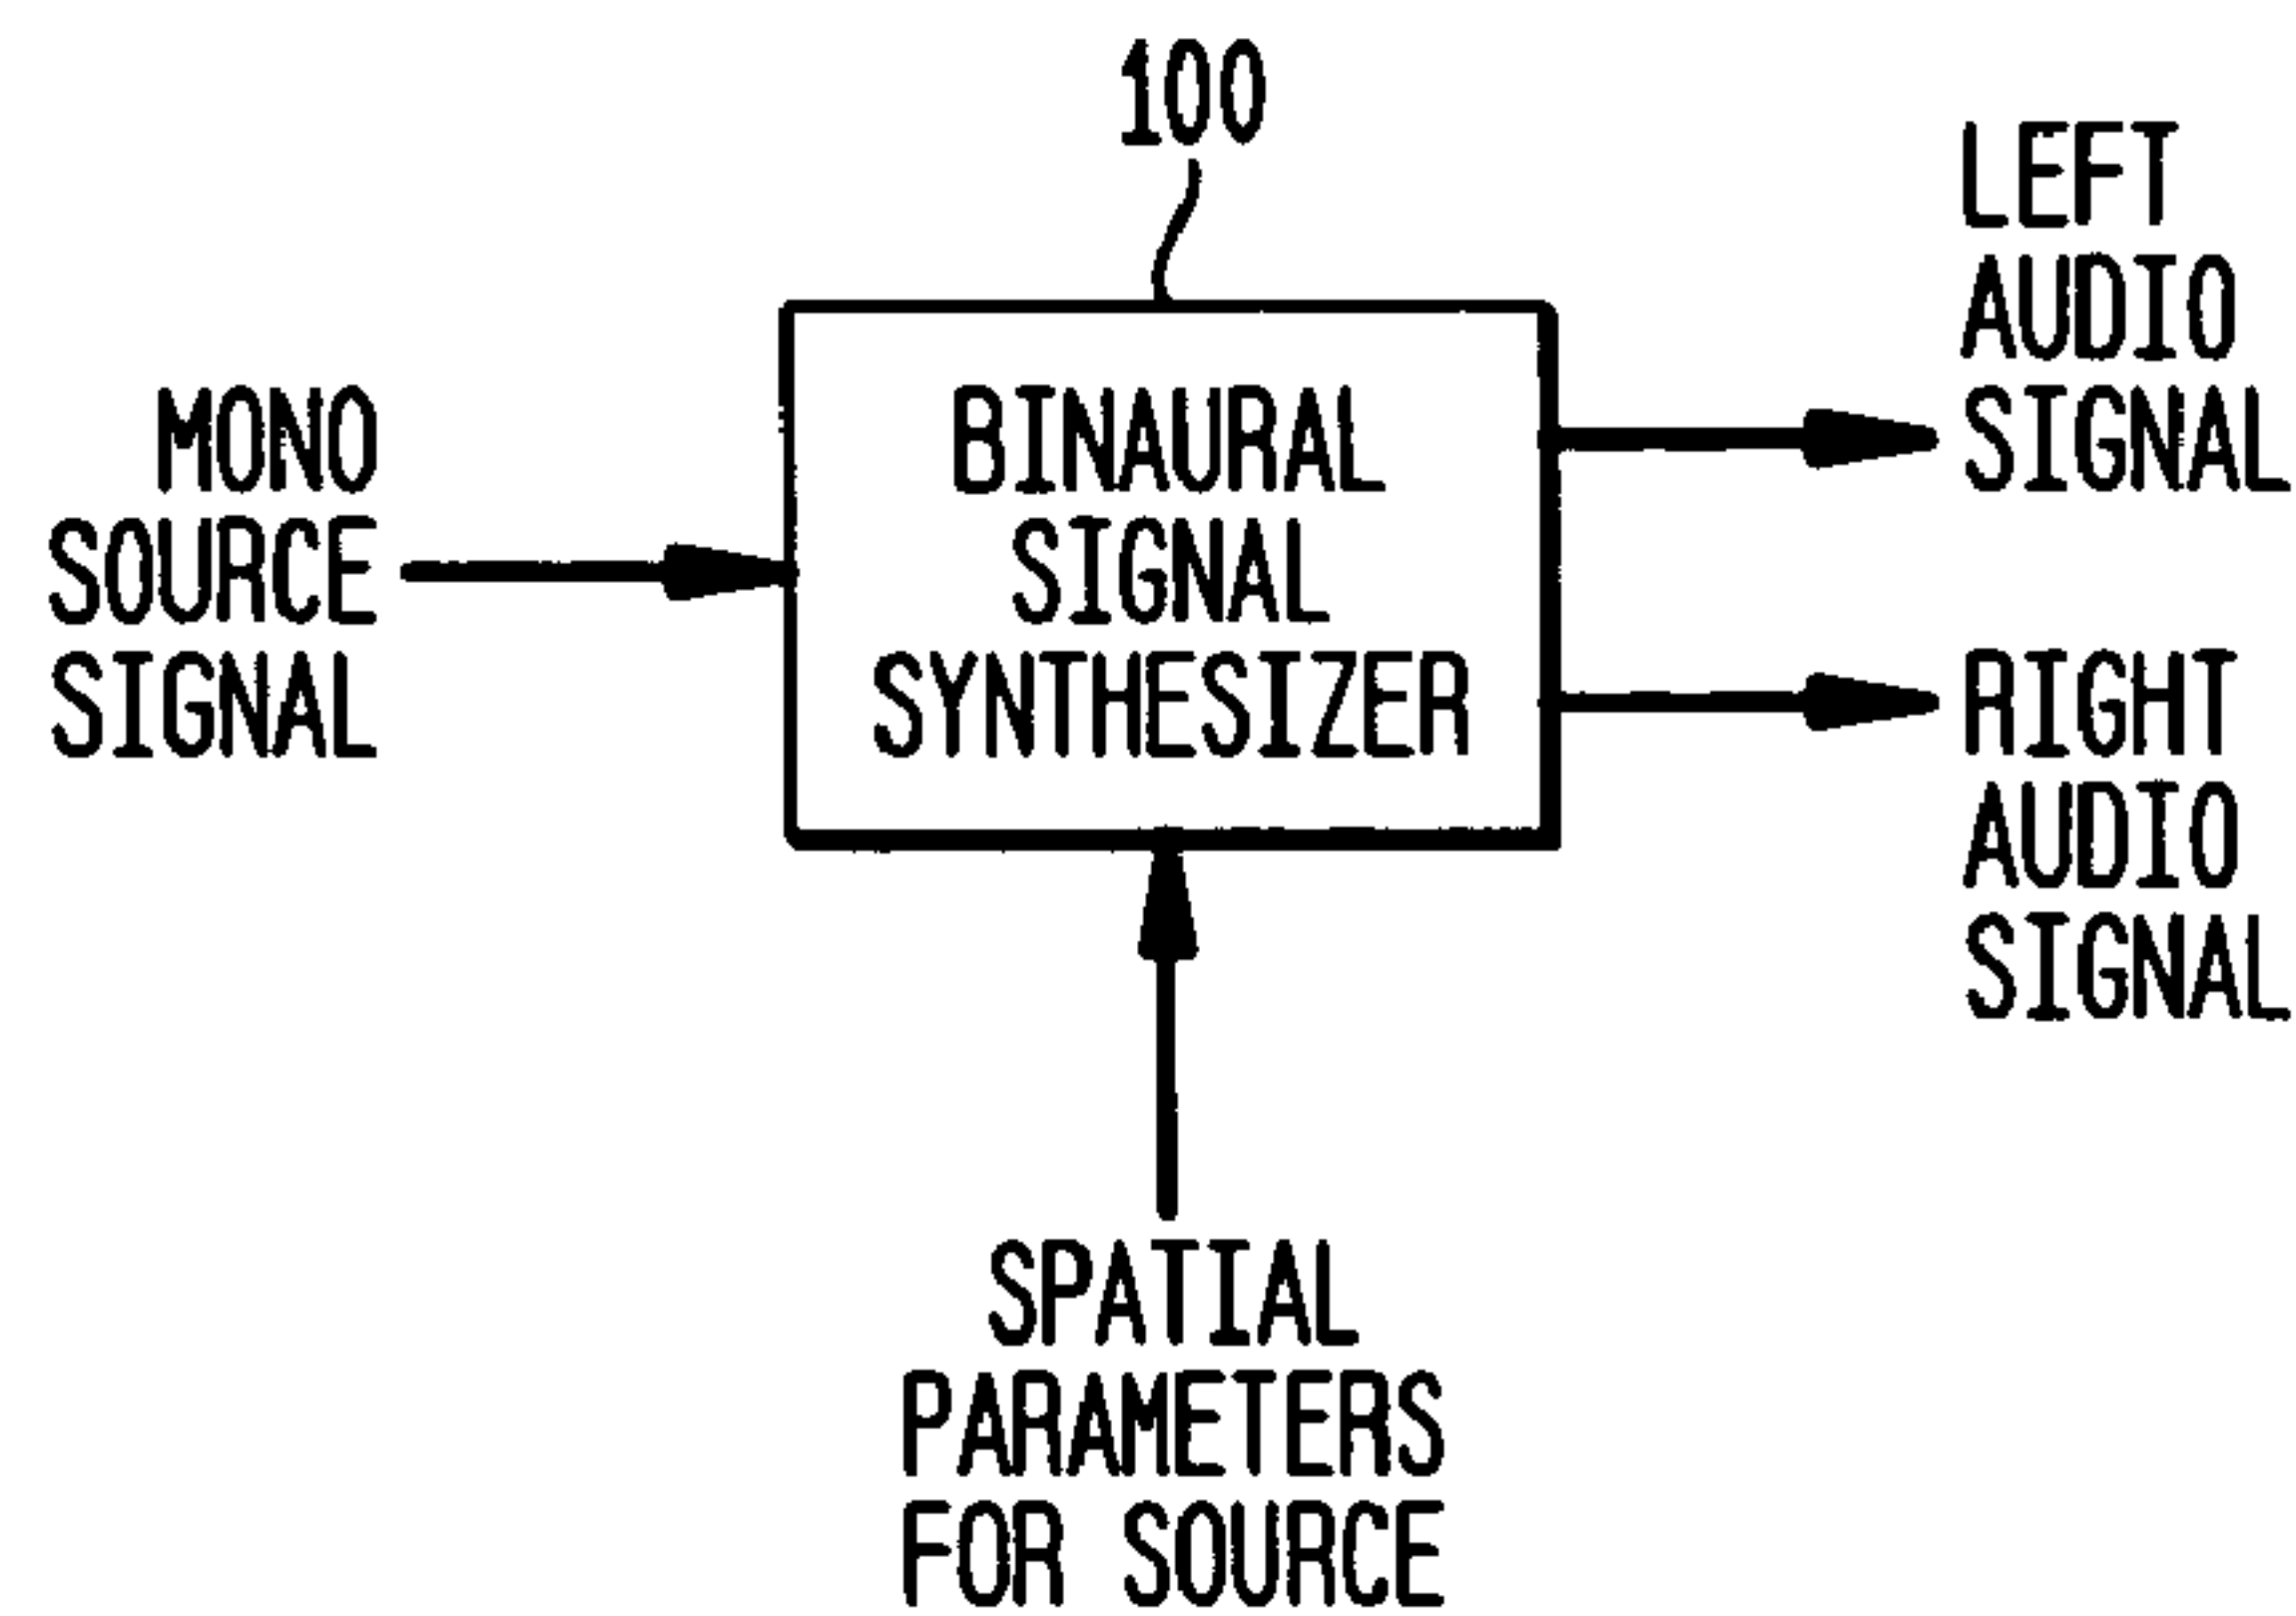 100
MONO
SOURCE
SIGNAL
BINAURAL
SIGNAL
SYNTHESIZER
LEFT
AUDIO
SIGNAL
RIGHT
AUDIO
SIGNAL
SPATIAL
PARAMETERS
FOR SOURCE